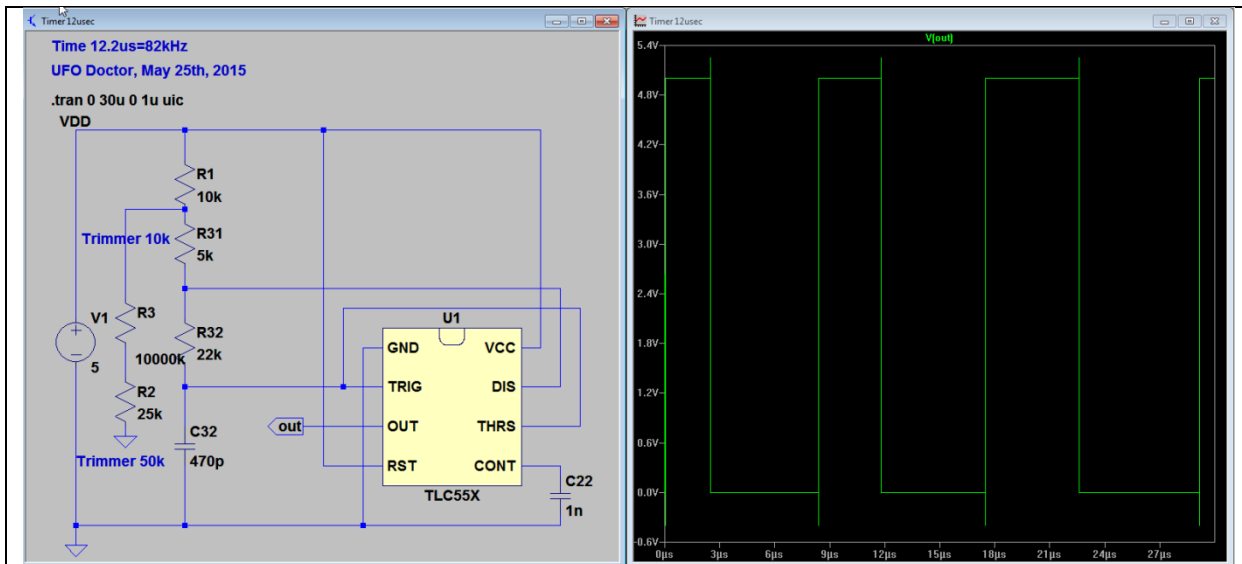 Timer12usec
Time 12.2us=82kHz
UFO Doctor, May 25th, 2015
.tran 0 30u 0 1u uic
VDD
R1
10k
Trimmer 10k
R31
5k
V1
5
R3
10000k
R32
22k
R2
25k
Trimmer 50k
C32
470p
out
U1
GND
VCC
TRIG
DIS
OUT
THRS
RST
CONT
TLC55X
C22
1n
Timer12usec
V[out]
5.4V
4.8V
4.2V
3.6V
3.0V
2.4V
1.8V
1.2V
0.6V
0.0V
-0.6V
0µs 3µs 6µs 9µs 12µs 15µs 18µs 21µs 24µs 27µs